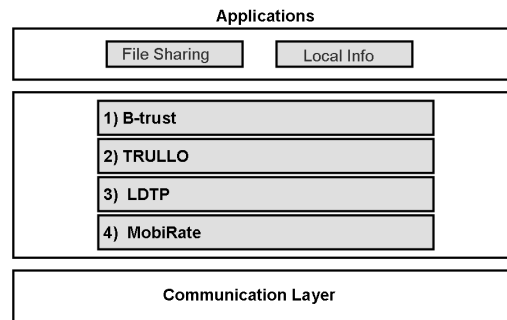 Applications
File Sharing Local Info
1) B-trust
2) TRULLO
3) LDTP
4) MobiRate
Communication Layer